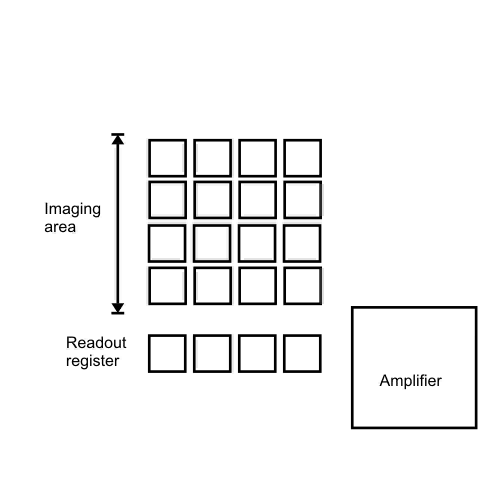 Imaging
area
Readout
register
Amplifier